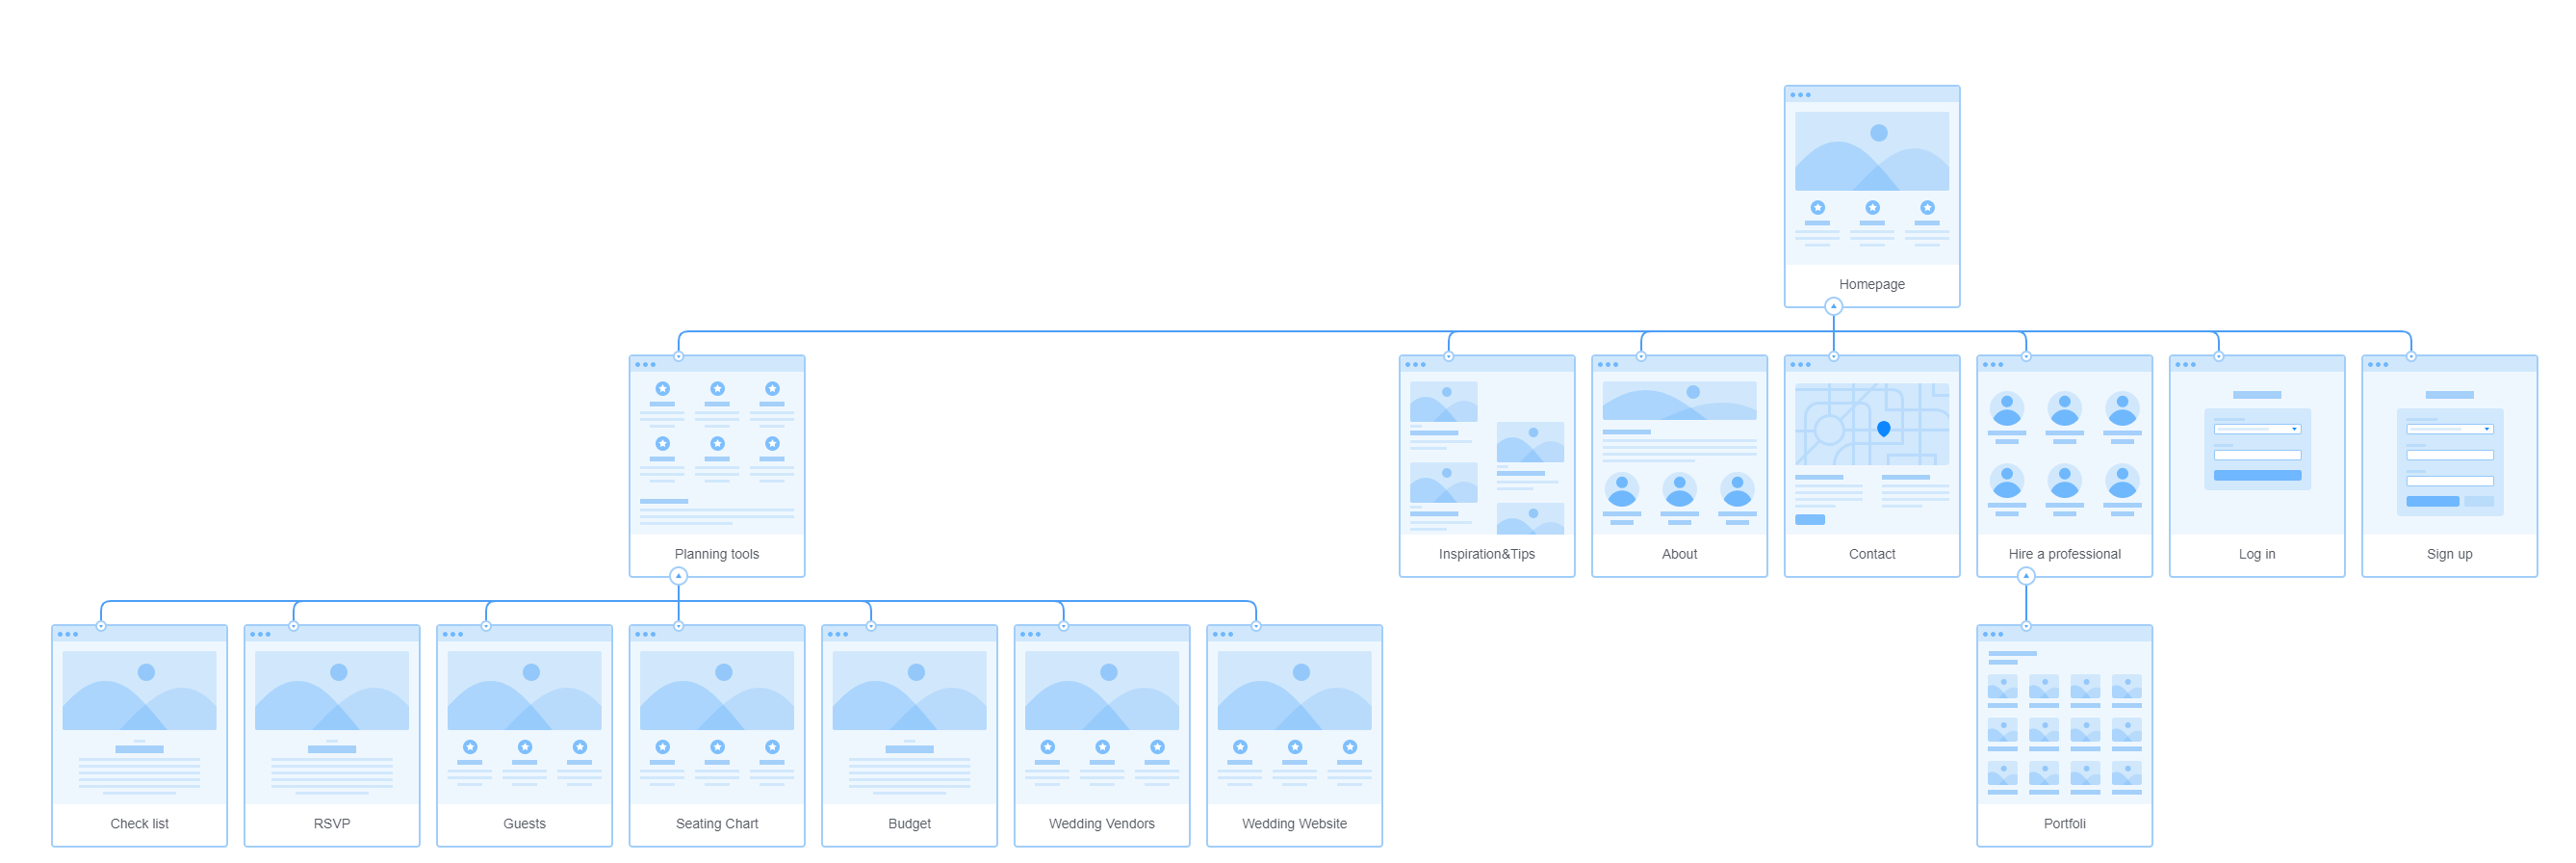 Homepage
Planning tools
Inspiration&Tips
About
Contact
Hire a professional
Log in
Sign up
Check list
RSVP
Guests
Seating Chart
Budget
Wedding Vendors
Wedding Website
Portfoli